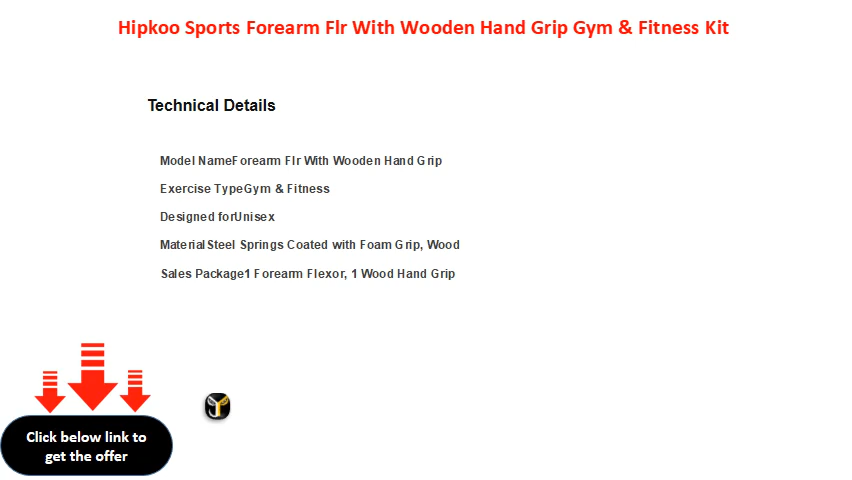 Hipkoo Sports Forearm Flr With Wooden Hand Grip Gym & Fitness Kit
Technical Details
Model NameForearm Flr With Wooden Hand Grip
Exercise TypeGym & Fitness
Designed forUnisex
MaterialSteel Springs Coated with Foam Grip, Wood
Sales Package1 Forearm Flexor, 1 Wood Hand Grip
Click below link to
get the offer